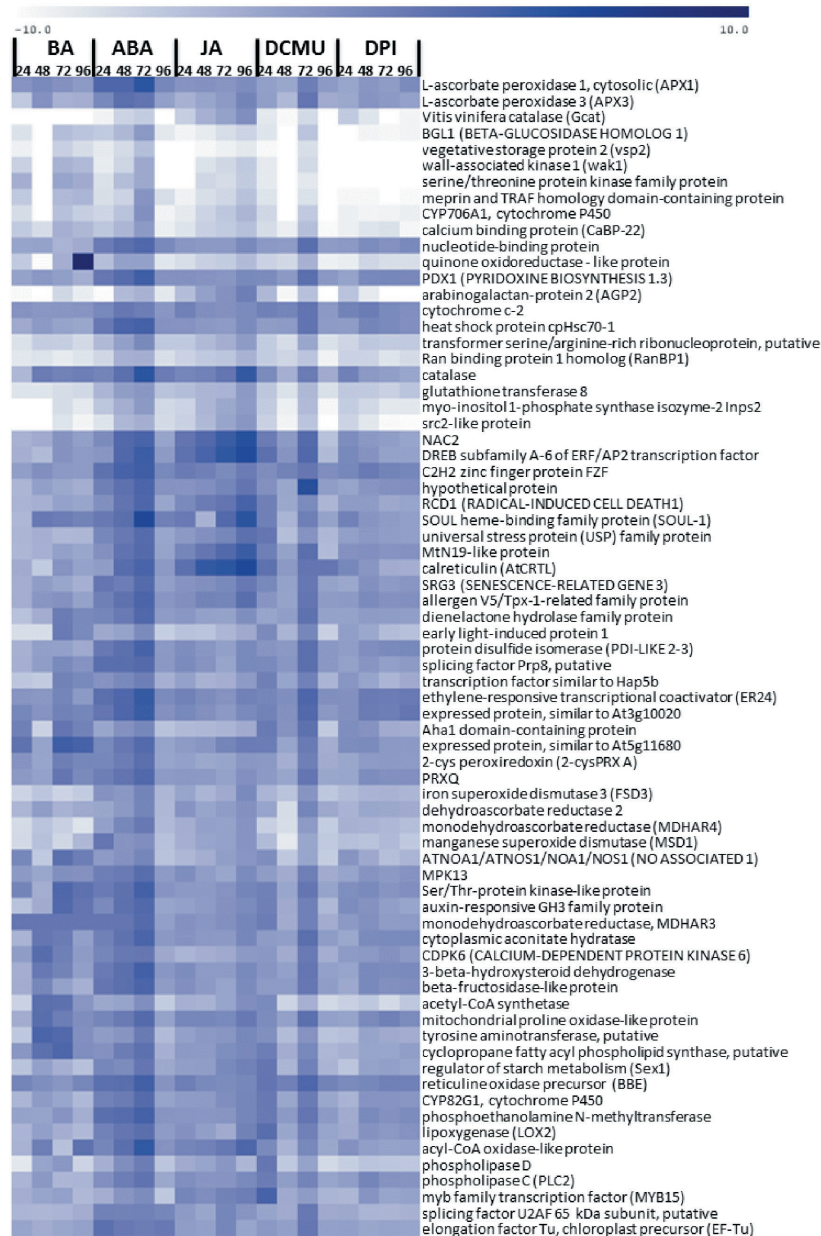 -10.0 10.0
BA ABA JA DCMU DPI
24 48 72 96 24 48 72 96 24 48 72 96 24 48 72 96 24 48 72 96
L-ascorbate peroxidase 1, cytosolic (APX1)
L-ascorbate peroxidase 3 (APX3)
Vitis vinifera catalase (Gcat)
BGL1 (BETA-GLUCOSIDASE HOMOLOG 1)
vegetative storage protein 2 (vsp2)
wall-associated kinase 1 (wak1)
serine/threonine protein kinase family protein
meprin and TRAF homology domain-containing protein
CYP706A1, cytochrome P450
calcium binding protein (CaBP-22)
nucleotide-binding protein
quinone oxidoreductase - like protein
PDX1 (PYRIDOXINE BIOSYNTHESIS 1.3)
arabinogalactan-protein 2 (AGP2)
cytochrome c-2
heat shock protein cpHsc70-1
transformer serine/arginine-rich ribonucleoprotein, putative
Ran binding protein 1 homolog (RanBP1)
catalase
glutathione transferase 8
myo-inositol 1-phosphate synthase isozyme-2 Inps2
src2-like protein
NAC2
DREB subfamily A-6 of ERF/AP2 transcription factor
C2H2 zinc finger protein FZF
hypothetical protein
RCD1 (RADICAL-INDUCED CELL DEATH1)
SOUL heme-binding family protein (SOUL-1)
universal stress protein (USP) family protein
MtN19-like protein
calreticulin (AtCRTL)
SRG3 (SENESCENCE-RELATED GENE 3)
allergen V5/Tpx-1-related family protein
dienelactone hydrolase family protein
early light-induced protein 1
protein disulfide isomerase (PDI-LIKE 2-3)
splicing factor Prp8, putative
transcription factor similar to Hap5b
ethylene-responsive transcriptional coactivator (ER24)
expressed protein, similar to At3g10020
Aha1 domain-containing protein
expressed protein, similar to At5g11680
2-cys peroxiredoxin (2-cysPRX A)
PRXQ
iron superoxide dismutase 3 (FSD3)
dehydroascorbate reductase 2
monodehydroascorbate reductase (MDHAR4)
manganese superoxide dismutase (MSD1)
ATNOA1/ATNOS1/NOA1/NOS1 (NO ASSOCIATED 1)
MPK13
Ser/Thr-protein kinase-like protein
auxin-responsive GH3 family protein
monodehydroascorbate reductase, MDHAR3
cytoplasmic aconitate hydratase
CDPK6 (CALCIUM-DEPENDENT PROTEIN KINASE 6)
3-beta-hydroxysteroid dehydrogenase
beta-fructosidase-like protein
acetyl-CoA synthetase
mitochondrial proline oxidase-like protein
tyrosine aminotransferase, putative
cyclopropane fatty acyl phospholipid synthase, putative
regulator of starch metabolism (Sex1)
reticuline oxidase precursor (BBE)
CYP82G1, cytochrome P450
phosphoethanolamine N-methyltransferase
lipoxygenase (LOX2)
acyl-CoA oxidase-like protein
phospholipase D
phospholipase C (PLC2)
myb family transcription factor (MYB15)
splicing factor U2AF 65 kDa subunit, putative
elongation factor Tu, chloroplast precursor (EF-Tu)